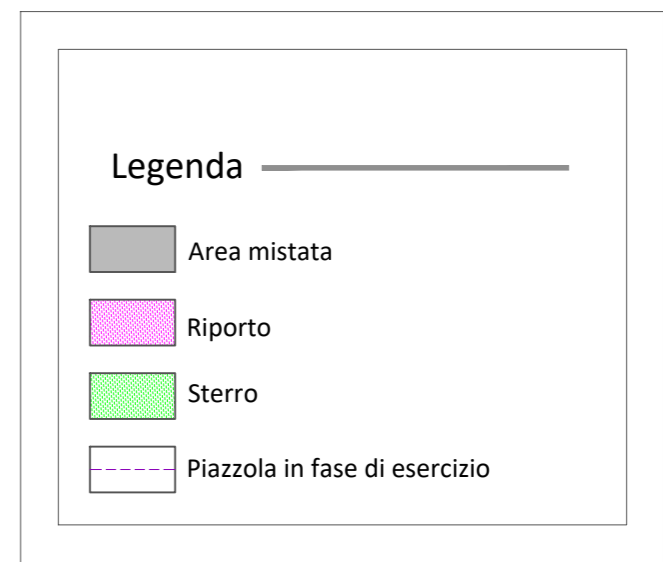 Legenda
Area mistata
Riporto
Sterro
Piazzola in fase di esercizio